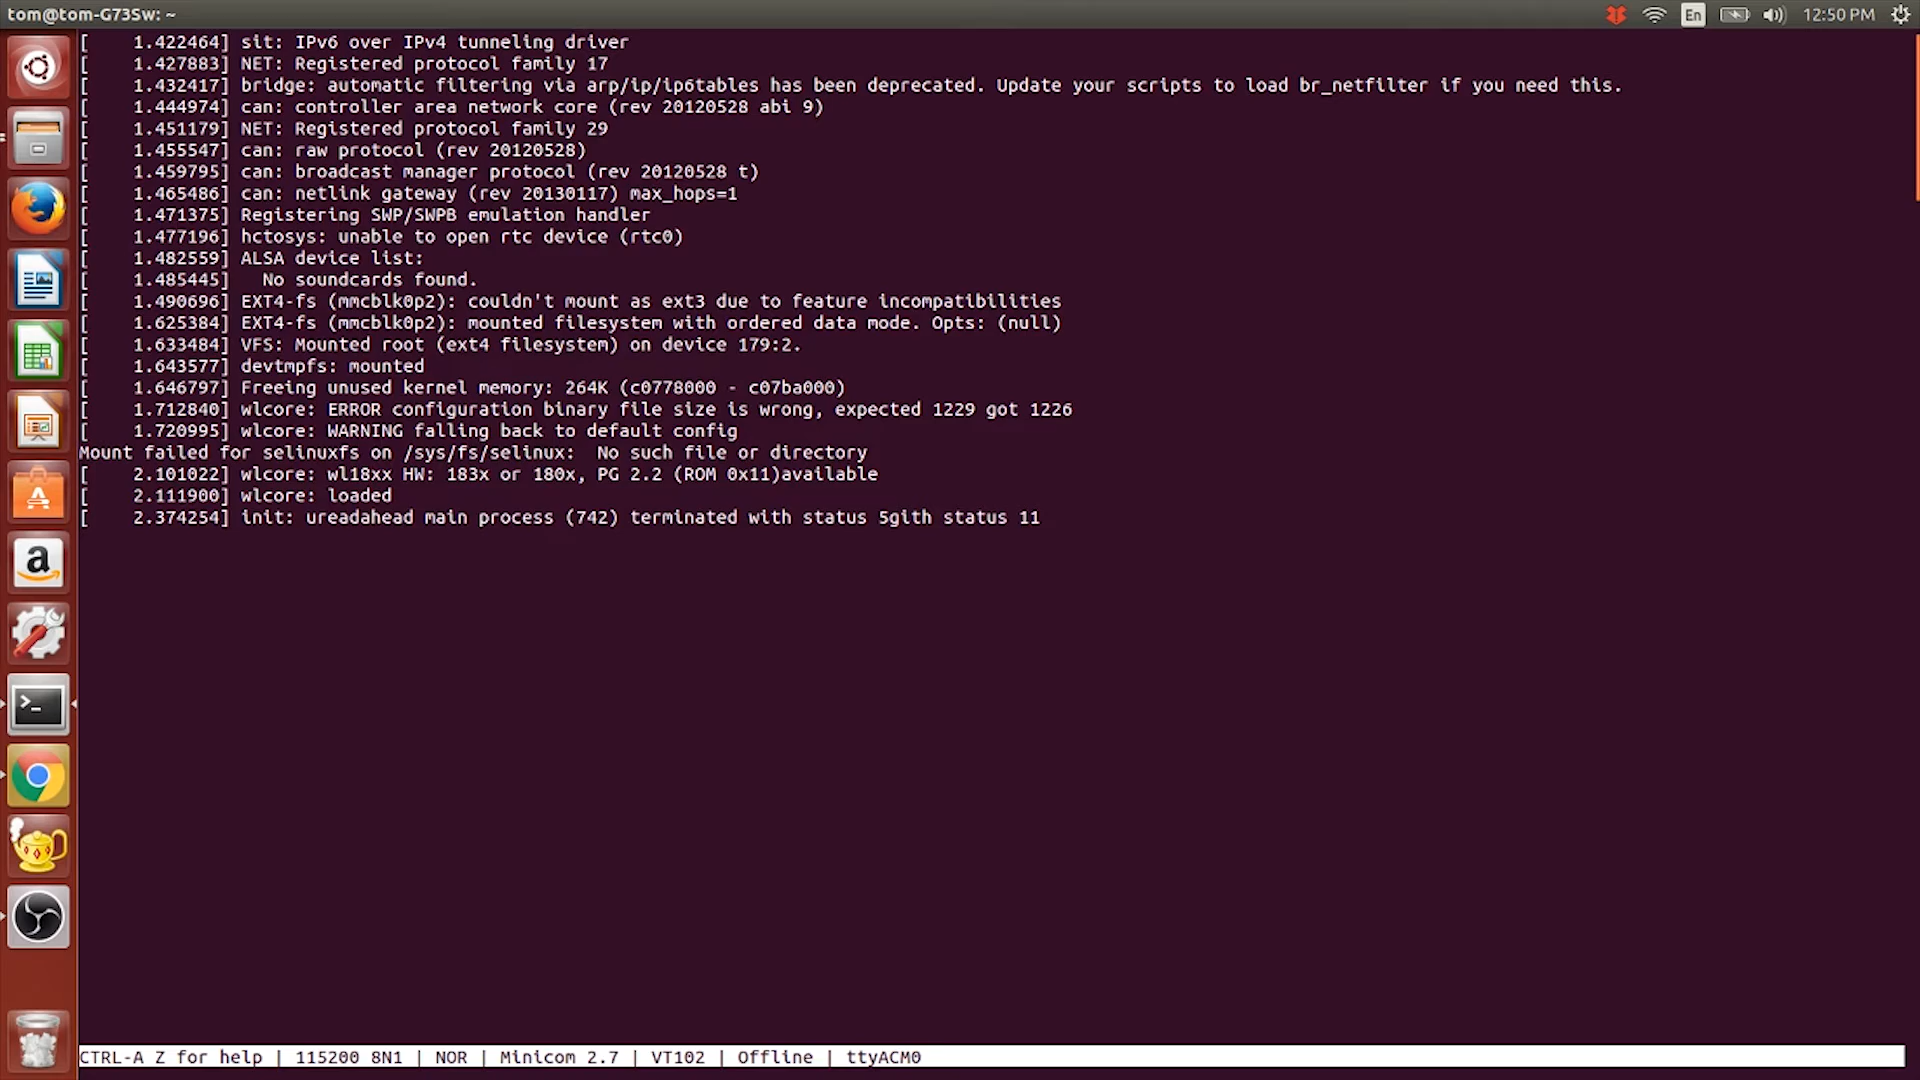 tom@tom-G73Sw: ~
En
12:50 PM
[    1.422464] sit: IPv6 over IPv4 tunneling driver
[    1.427883] NET: Registered protocol family 17
[    1.432417] bridge: automatic filtering via arp/ip/ip6tables has been deprecated. Update your scripts to load br_netfilter if you need this.
[    1.444974] can: controller area network core (rev 20120528 abi 9)
[    1.451179] NET: Registered protocol family 29
[    1.455547] can: raw protocol (rev 20120528)
[    1.459795] can: broadcast manager protocol (rev 20120528 t)
[    1.465486] can: netlink gateway (rev 20130117) max_hops=1
[    1.471375] Registering SWP/SWPB emulation handler
[    1.477196] hctosys: unable to open rtc device (rtc0)
[    1.482559] ALSA device list:
[    1.485445]   No soundcards found.
[    1.490696] EXT4-fs (mmcblk0p2): couldn't mount as ext3 due to feature incompatibilities
[    1.625384] EXT4-fs (mmcblk0p2): mounted filesystem with ordered data mode. Opts: (null)
[    1.633484] VFS: Mounted root (ext4 filesystem) on device 179:2.
[    1.643577] devtmpfs: mounted
[    1.646797] Freeing unused kernel memory: 264K (c0778000 - c07ba000)
[    1.712840] wlcore: ERROR configuration binary file size is wrong, expected 1229 got 1226
[    1.720995] wlcore: WARNING falling back to default config
Mount failed for selinuxfs on /sys/fs/selinux:  No such file or directory
[    2.101022] wlcore: wl18xx HW: 183x or 180x, PG 2.2 (ROM 0x11)available
[    2.111900] wlcore: loaded
[    2.374254] init: ureadahead main process (742) terminated with status 5gith status 11
CTRL-A Z for help | 115200 8N1 | NOR | Minicom 2.7 | VT102 | Offline | ttyACM0